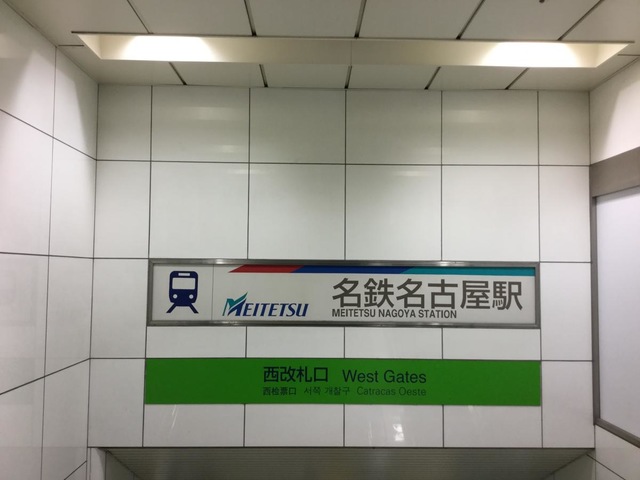 MEITETSU 名鉄名古屋駅
MEITETSU NAGOYA STATION
西改札口 West Gates
西检票口 서쪽 개찰구 Catracas Oeste